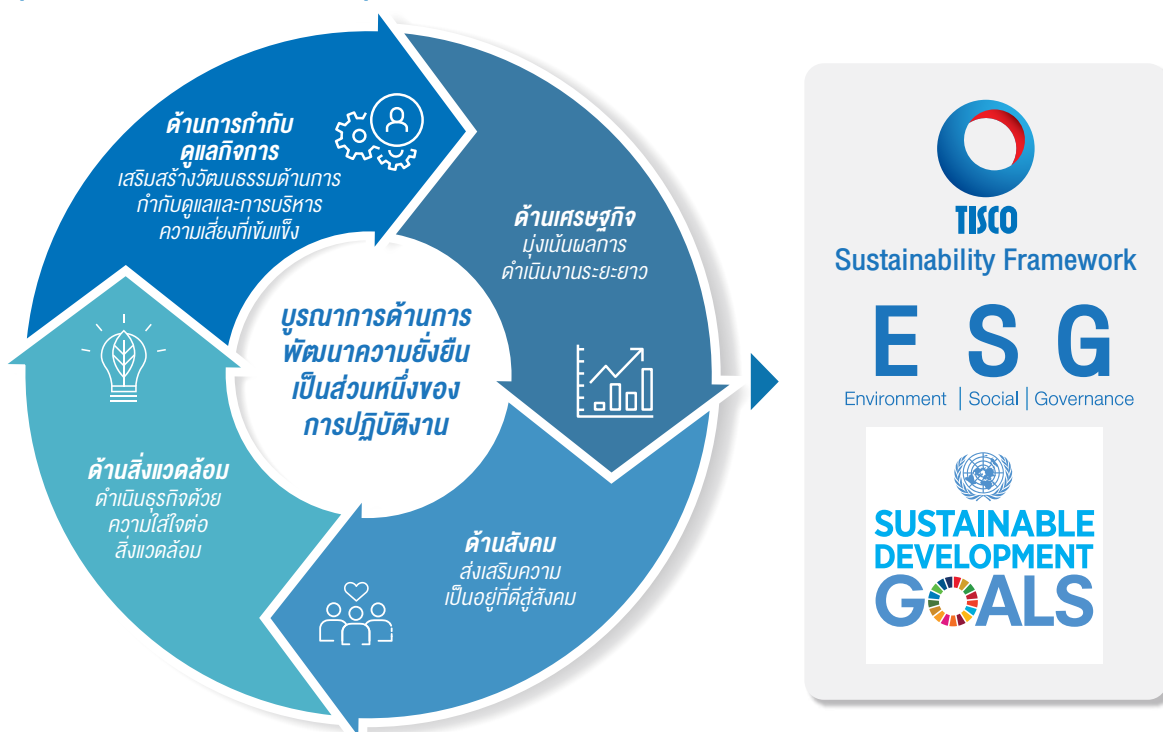 ด้านการกำกับ
ดูแลกิจการ
เสริมสร้างวัฒนธรรมด้านการ
กำกับดูแลและการบริหาร
ความเสี่ยงที่เข้มแข็ง
ด้านเศรษฐกิจ
มุ่งเน้นผลการ
ดำเนินงานระยะยาว
บูรณาการด้านการ
พัฒนาความยั่งยืน
เป็นส่วนหนึ่งของ
การปฏิบัติงาน
ด้านสิ่งแวดล้อม
ดำเนินธุรกิจด้วย
ความใส่ใจต่อ
สิ่งแวดล้อม
ด้านสังคม
ส่งเสริมความ
เป็นอยู่ที่ดีสู่สังคม
TISCO
Sustainability Framework
E S G
Environment | Social | Governance
SUSTAINABLE
DEVELOPMENT
GOALS